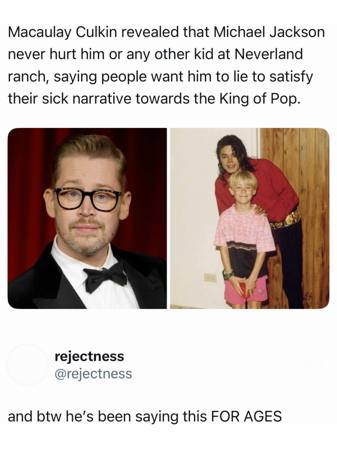 Macaulay Culkin revealed that Michael Jackson
never hurt him or any other kid at Neverland
ranch, saying people want him to lie to satisfy
their sick narrative towards the King of Pop.
rejectness
@rejectness
and btw he's been saying this FOR AGES